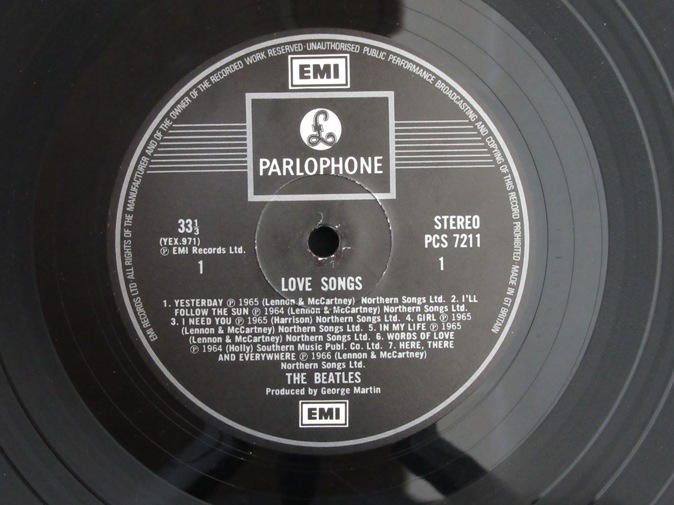 EMI RECORDS LTD ALL RIGHTS OF THE MANUFACTURER AND OF THE OWNER OF THE RECORDED WORK RESERVED·UNAUTHORISED PUBLIC PERFORMANCE BROADCASTING AND COPYING OF THIS RECORD PROHIBITED·MADE IN GT BRITAIN
EMI
£
PARLOPHONE
33⅓
(YEX.971)
Ⓟ EMI Records Ltd.
1
STEREO
PCS 7211
1
LOVE SONGS
1. YESTERDAY Ⓟ 1965 (Lennon & McCartney) Northern Songs Ltd. 2. I'LL
FOLLOW THE SUN Ⓟ 1964 (Lennon & McCartney) Northern Songs Ltd.
3. I NEED YOU Ⓟ 1965 (Harrison) Northern Songs Ltd. 4. GIRL Ⓟ 1965
(Lennon & McCartney) Northern Songs Ltd. 5. IN MY LIFE Ⓟ 1965
(Lennon & McCartney) Northern Songs Ltd. 6. WORDS OF LOVE
Ⓟ 1964 (Holly) Southern Music Publ. Co. Ltd. 7. HERE, THERE
AND EVERYWHERE Ⓟ 1966 (Lennon & McCartney)
Northern Songs Ltd.
THE BEATLES
Produced by George Martin
EMI